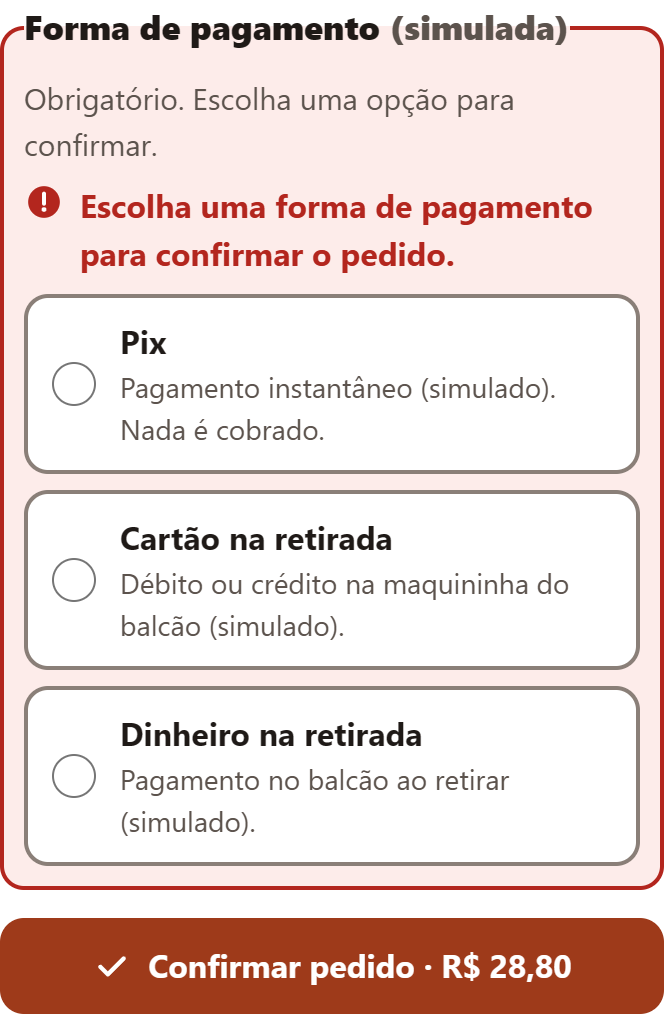 Forma de pagamento (simulada)
Obrigatório. Escolha uma opção para
confirmar.
Escolha uma forma de pagamento
para confirmar o pedido.
Pix
Pagamento instantâneo (simulado).
Nada é cobrado.
Cartão na retirada
Débito ou crédito na maquininha do
balcão (simulado).
Dinheiro na retirada
Pagamento no balcão ao retirar
(simulado).
Confirmar pedido · R$ 28,80